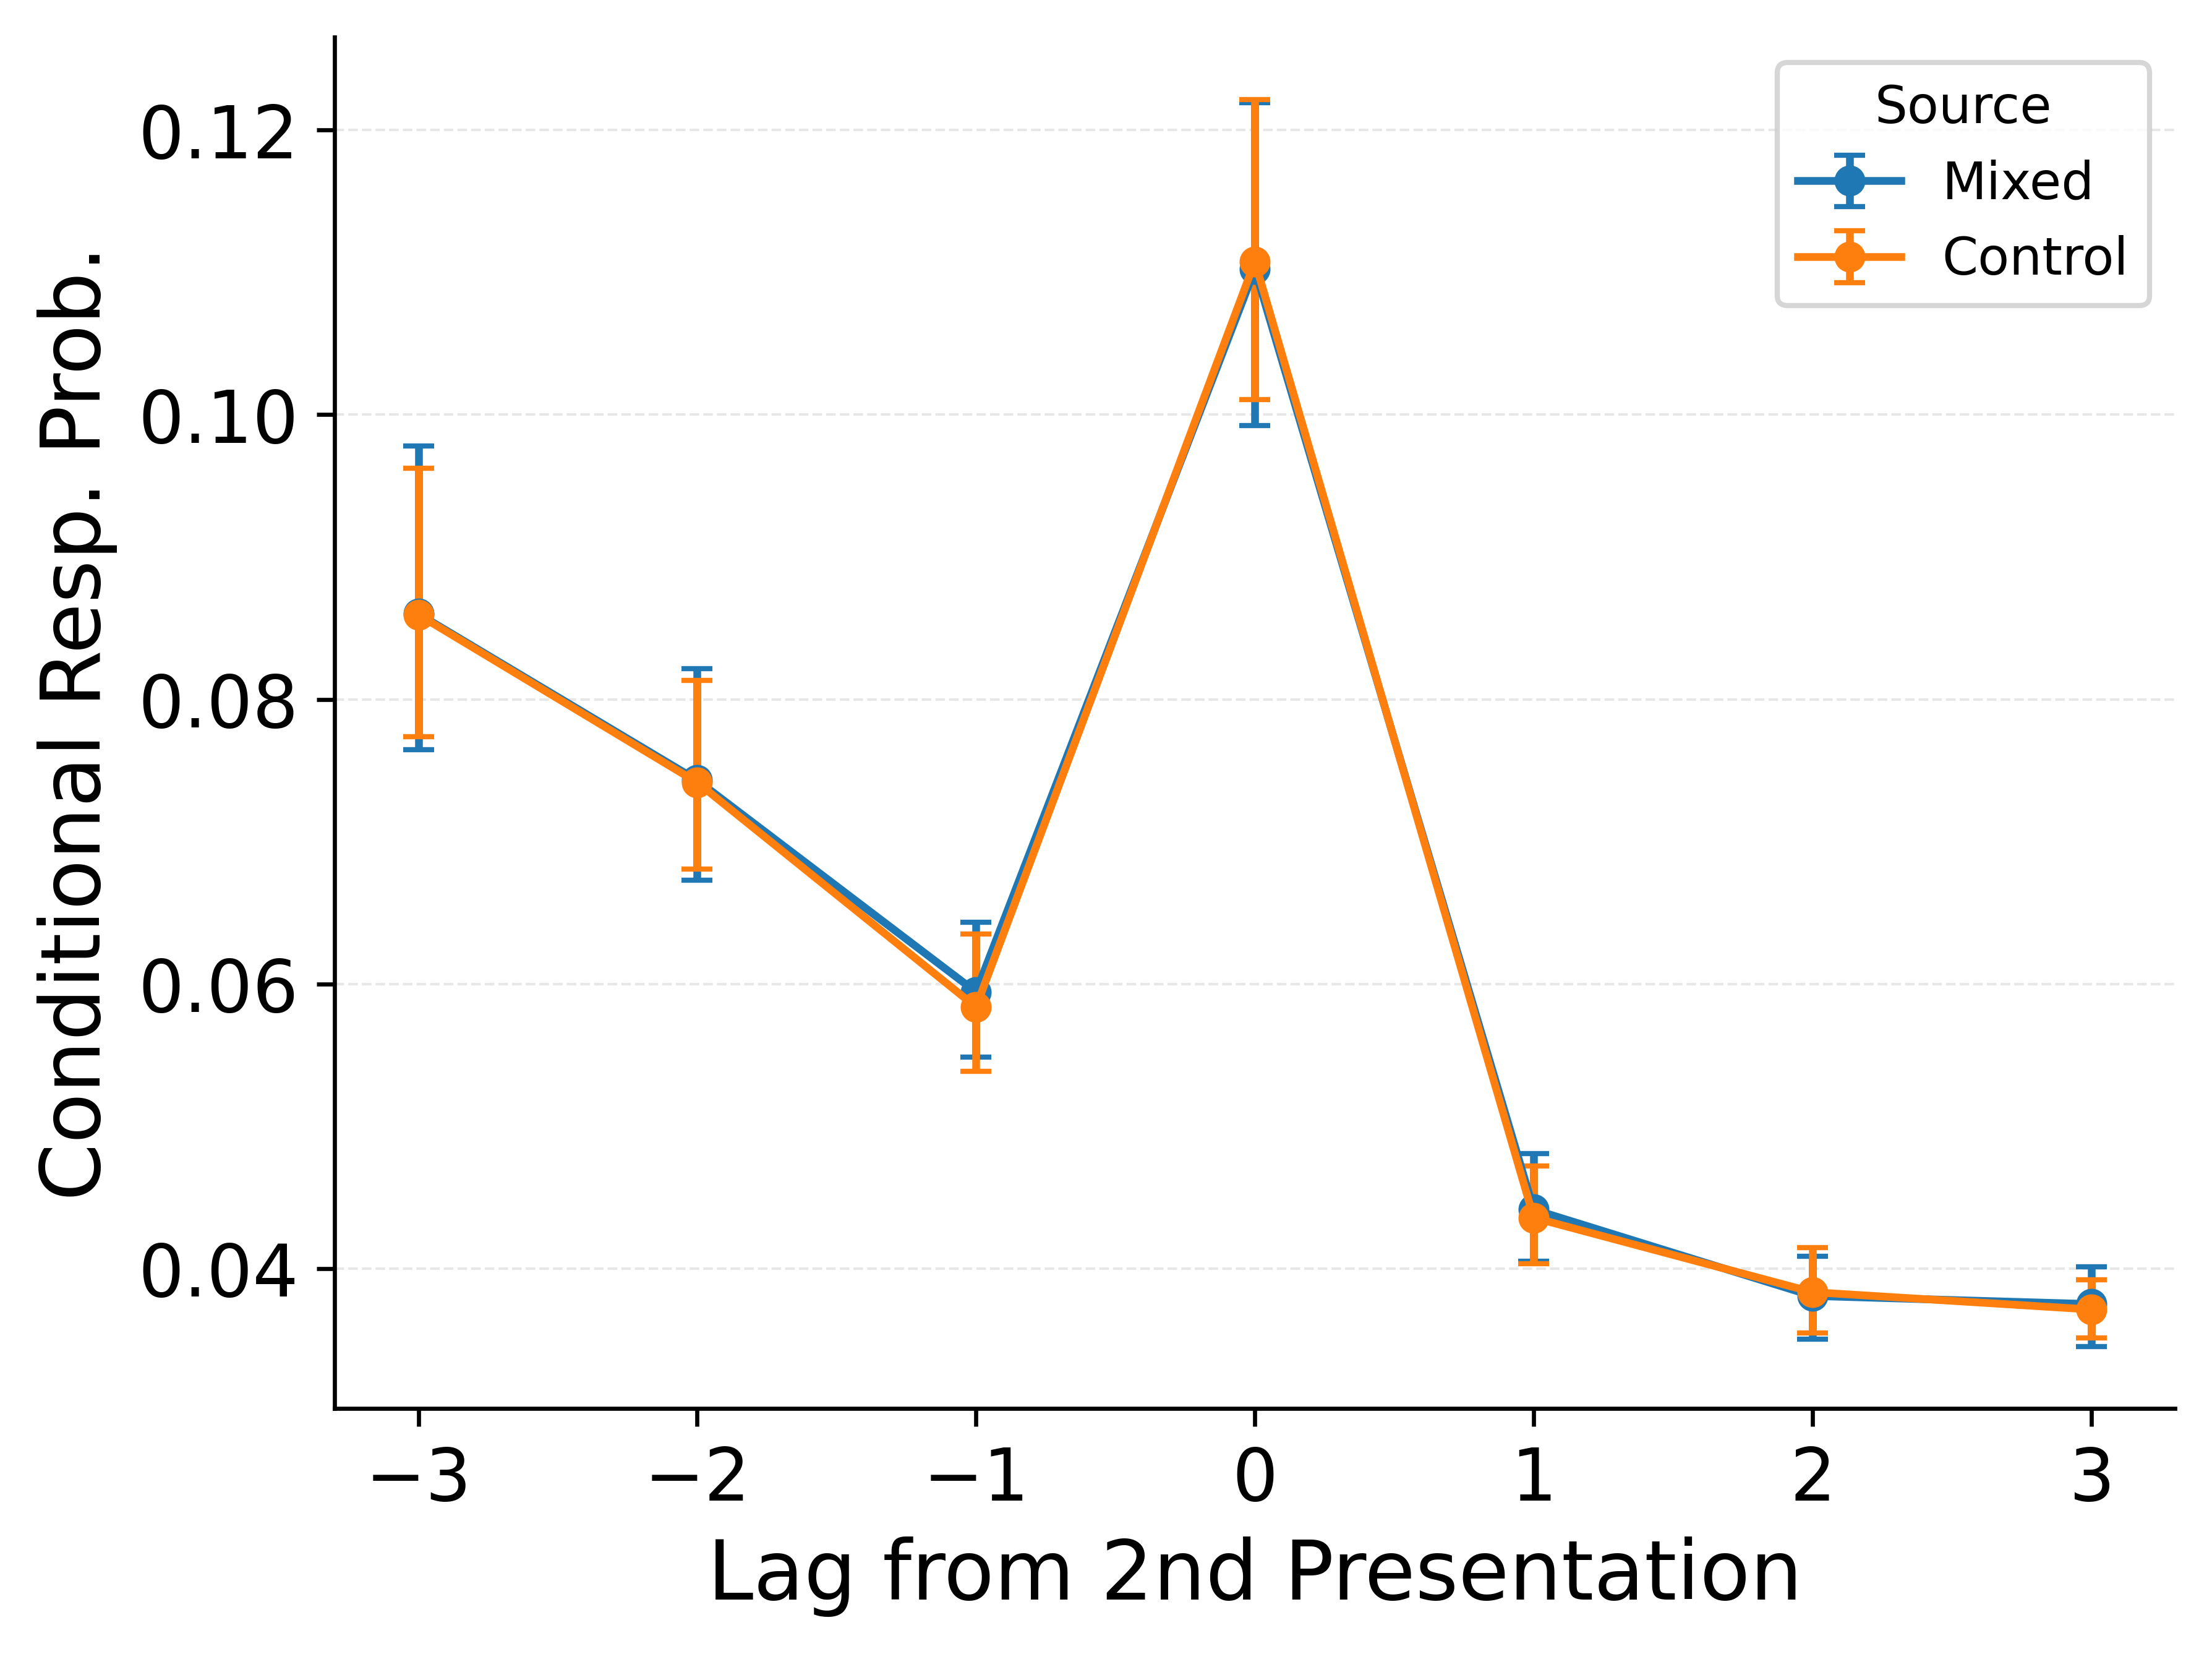 Source
Mixed
Control
Conditional Resp. Prob.
0.12
0.10
0.08
0.06
0.04
−3 −2 −1 0 1 2 3
Lag from 2nd Presentation